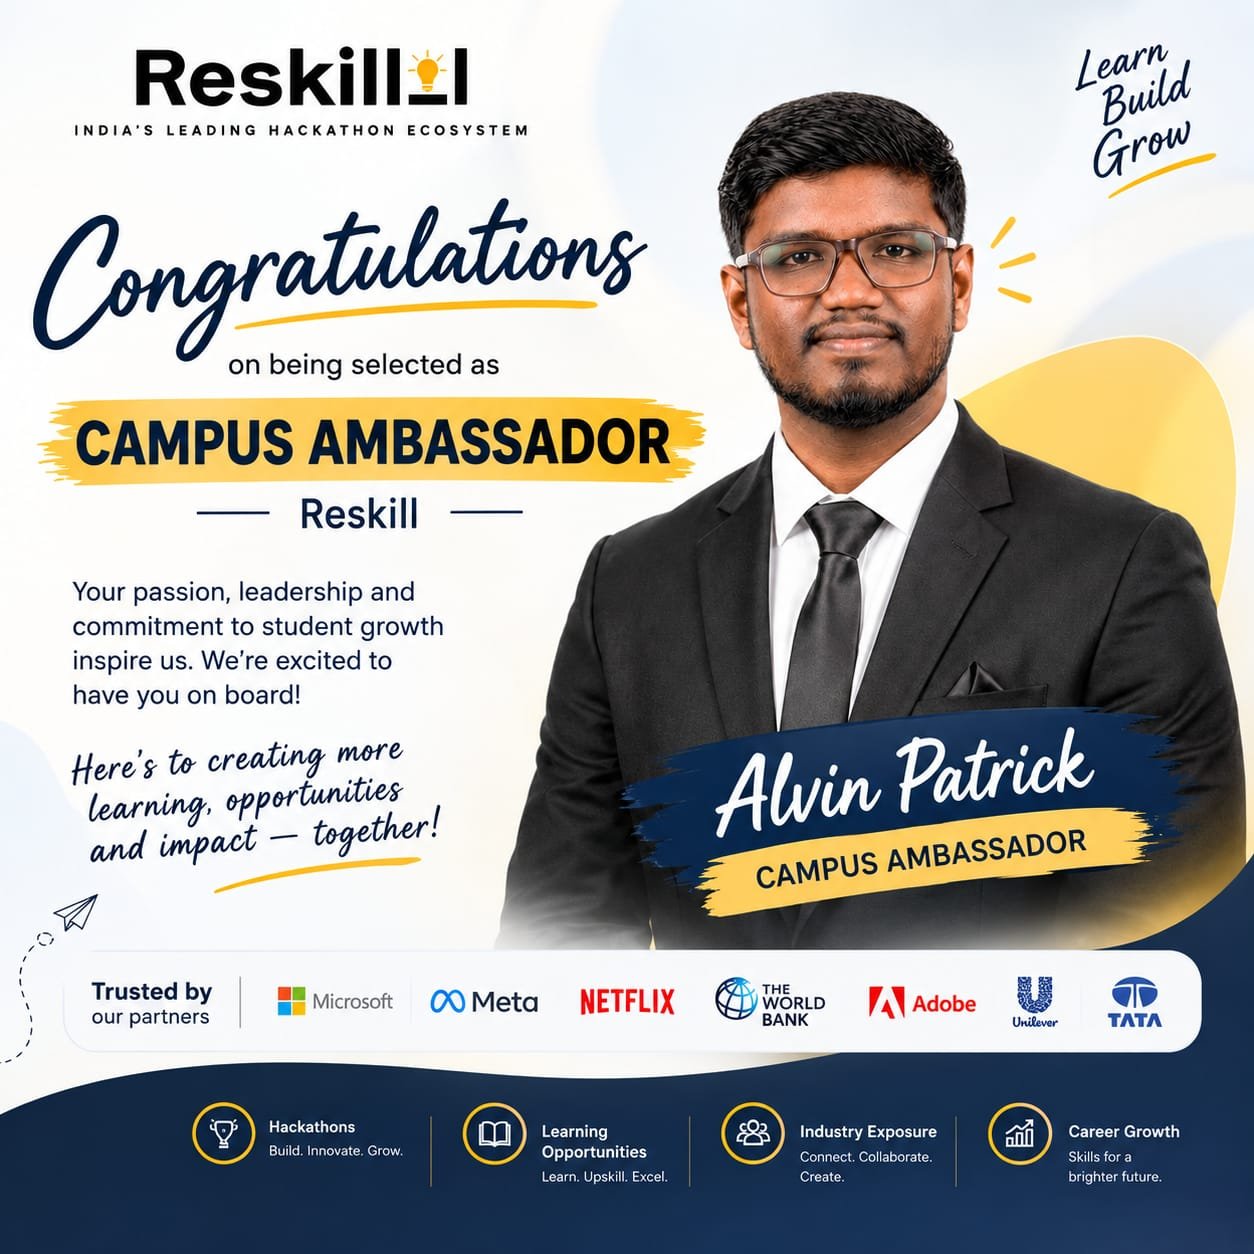 Reskilll
INDIA'S LEADING HACKATHON ECOSYSTEM
Learn
Build
Grow
Congratulations
on being selected as
CAMPUS AMBASSADOR
Reskill
Your passion, leadership and
commitment to student growth
inspire us. We're excited to
have you on board!
Here's to creating more
learning, opportunities
and impact — together!
Alvin Patrick
CAMPUS AMBASSADOR
Trusted by
our partners
Microsoft
Meta
NETFLIX
THE
WORLD
BANK
Adobe
Unilever
TATA
Hackathons
Build. Innovate. Grow.
Learning
Opportunities
Learn. Upskill. Excel.
Industry Exposure
Connect. Collaborate.
Create.
Career Growth
Skills for a
brighter future.